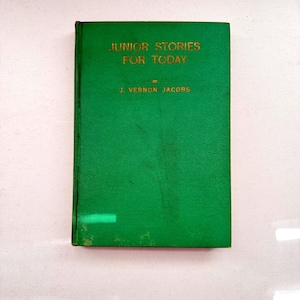 JUNIOR STORIES
FOR TODAY
BY
J. VERNON JACOBS